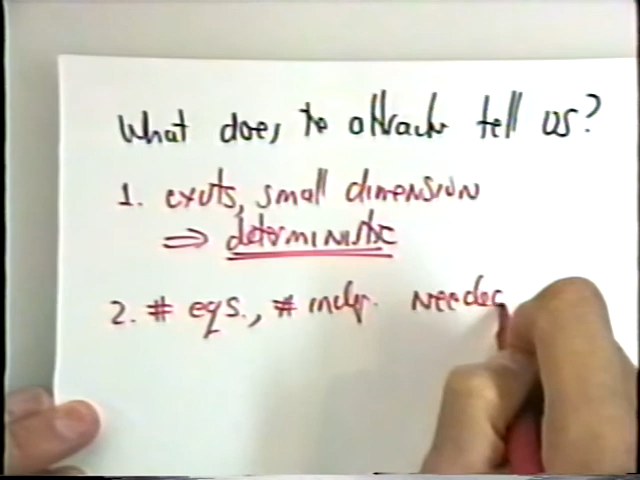 What does the attractor tell us?
1. exists, small dimension
⇒ deterministic
2. # eqs., # indep. needed